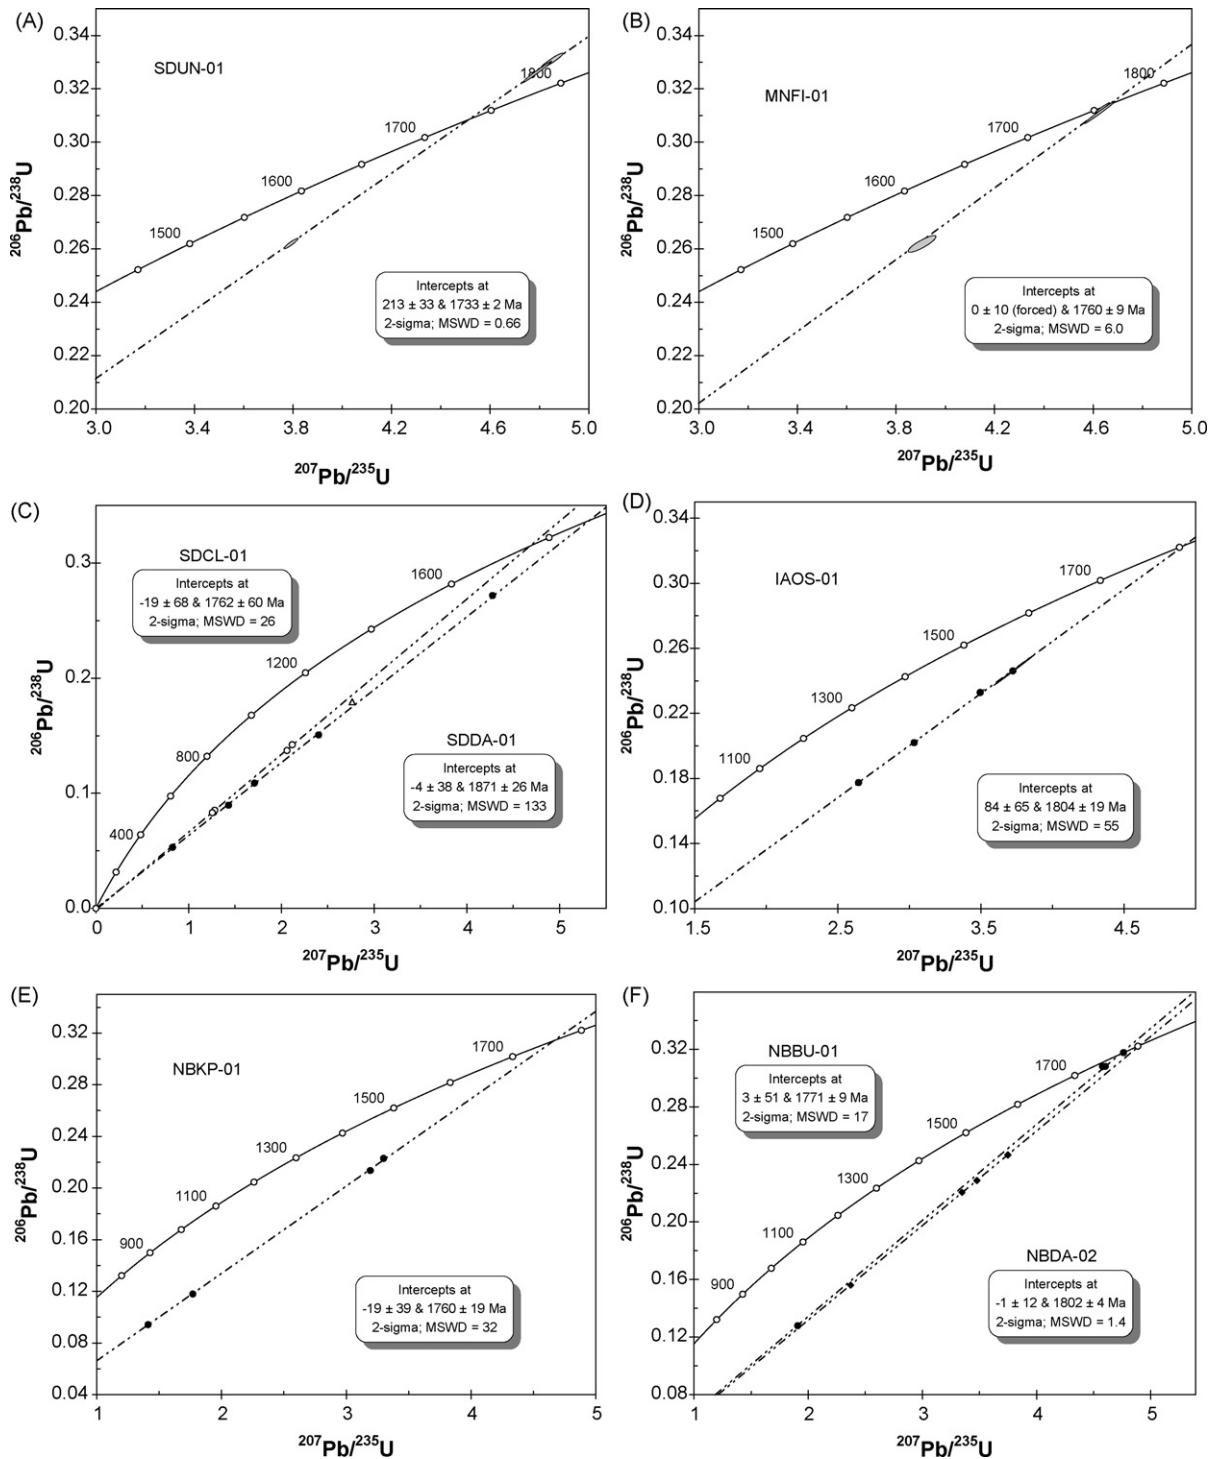 (A)
SDUN-01
0.34
0.32
0.30
0.28
0.26
0.24
0.22
0.20
206Pb/238U
1500
1600
1700
1800
Intercepts at
213 ± 33 & 1733 ± 2 Ma
2-sigma; MSWD = 0.66
3.0 3.4 3.8 4.2 4.6 5.0
207Pb/235U
(B)
MNFI-01
0.34
0.32
0.30
0.28
0.26
0.24
0.22
0.20
206Pb/238U
1500
1600
1700
1800
Intercepts at
0 ± 10 (forced) & 1760 ± 9 Ma
2-sigma; MSWD = 6.0
3.0 3.4 3.8 4.2 4.6 5.0
207Pb/235U
(C)
SDCL-01
Intercepts at
-19 ± 68 & 1762 ± 60 Ma
2-sigma; MSWD = 26
0.3
0.2
0.1
0.0
206Pb/238U
400
800
1200
1600
SDDA-01
Intercepts at
-4 ± 38 & 1871 ± 26 Ma
2-sigma; MSWD = 133
0 1 2 3 4 5
207Pb/235U
(D)
IAOS-01
0.34
0.30
0.26
0.22
0.18
0.14
0.10
206Pb/238U
1100
1300
1500
1700
Intercepts at
84 ± 65 & 1804 ± 19 Ma
2-sigma; MSWD = 55
1.5 2.5 3.5 4.5
207Pb/235U
(E)
NBKP-01
0.32
0.28
0.24
0.20
0.16
0.12
0.08
0.04
206Pb/238U
900
1100
1300
1500
1700
Intercepts at
-19 ± 39 & 1760 ± 19 Ma
2-sigma; MSWD = 32
1 2 3 4 5
207Pb/235U
(F)
NBBU-01
Intercepts at
3 ± 51 & 1771 ± 9 Ma
2-sigma; MSWD = 17
0.32
0.28
0.24
0.20
0.16
0.12
0.08
206Pb/238U
900
1100
1300
1500
1700
NBDA-02
Intercepts at
-1 ± 12 & 1802 ± 4 Ma
2-sigma; MSWD = 1.4
1 2 3 4 5
207Pb/235U